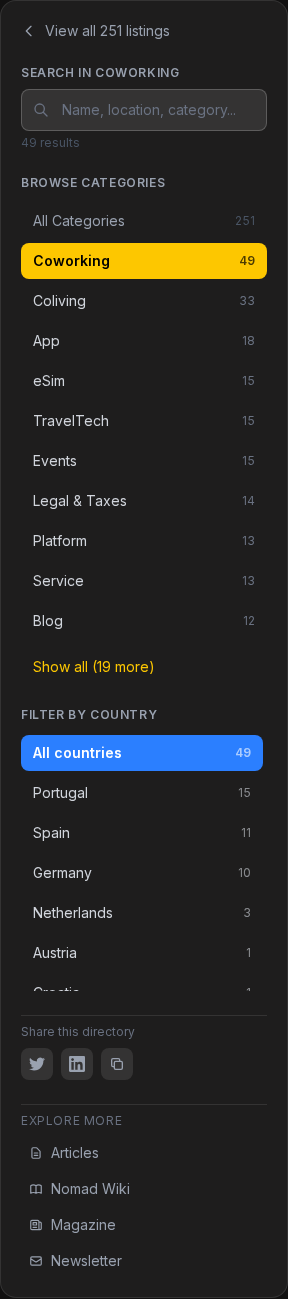 View all 251 listings
SEARCH IN COWORKING
Name, location, category...
49 results
BROWSE CATEGORIES
All Categories 251
Coworking 49
Coliving 33
App 18
eSim 15
TravelTech 15
Events 15
Legal & Taxes 14
Platform 13
Service 13
Blog 12
Show all (19 more)
FILTER BY COUNTRY
All countries 49
Portugal 15
Spain 11
Germany 10
Netherlands 3
Austria 1
Share this directory
EXPLORE MORE
Articles
Nomad Wiki
Magazine
Newsletter